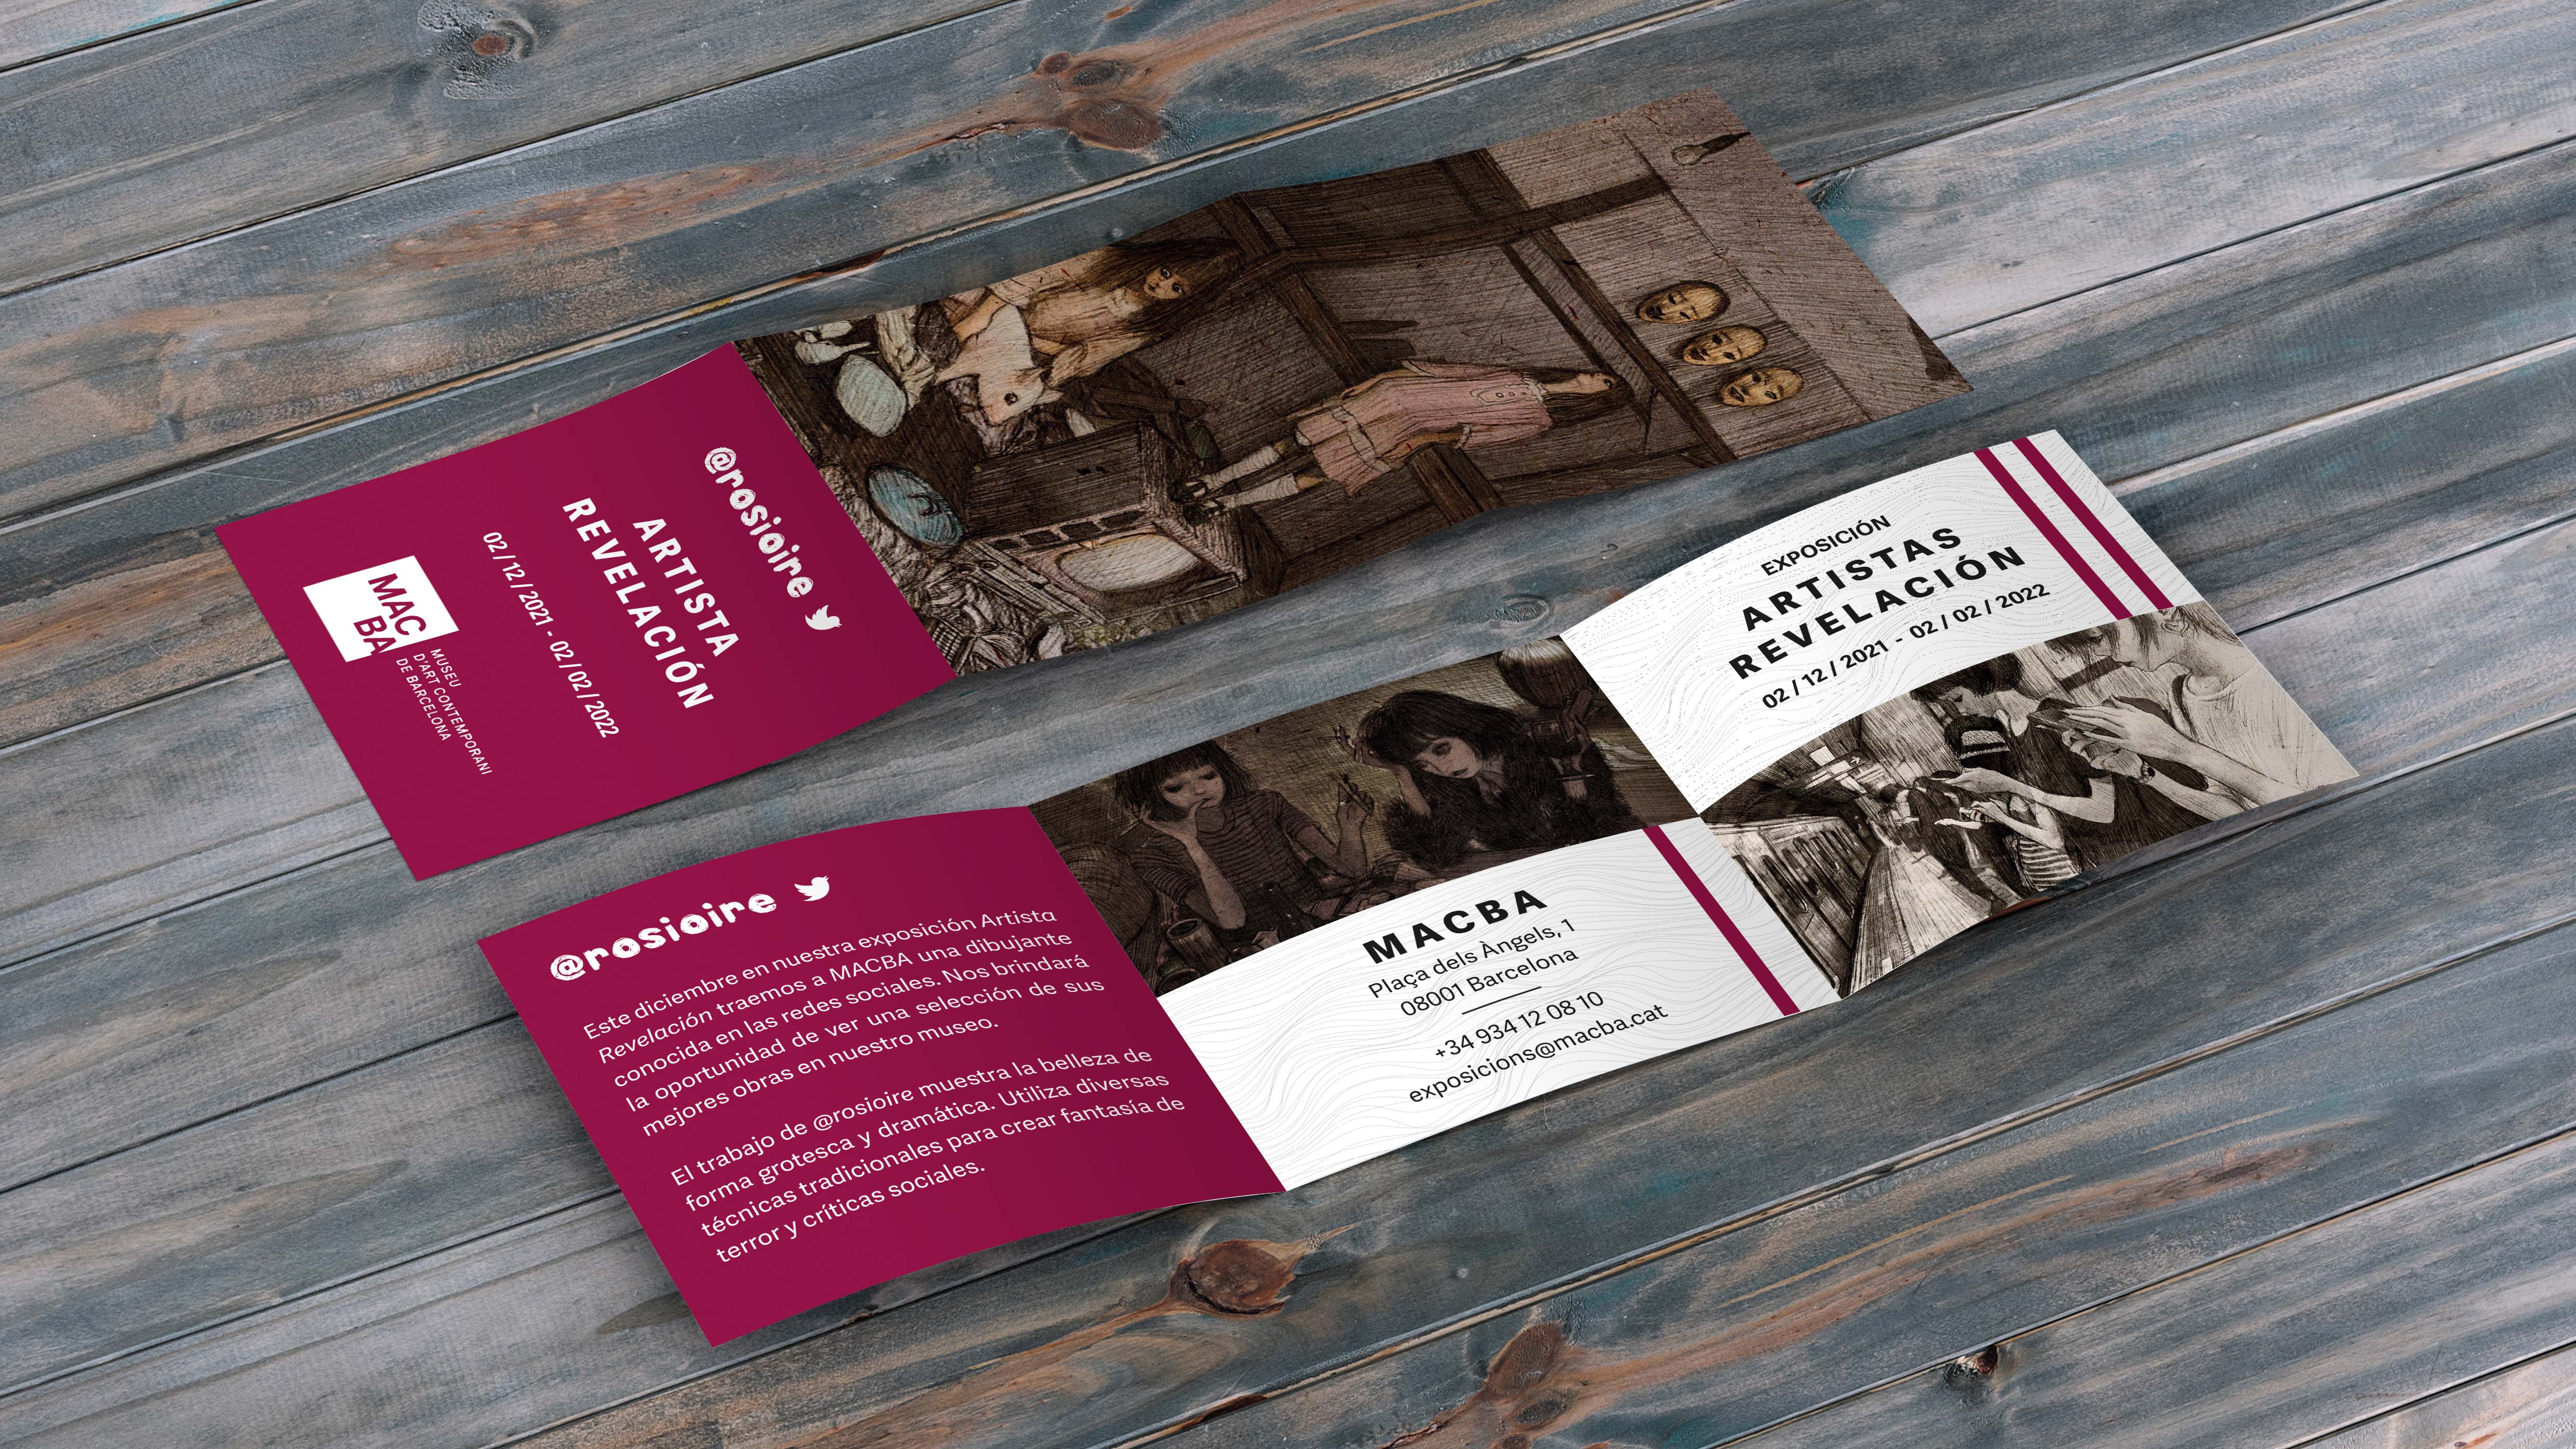 @rosioire
ARTISTA
REVELACIÓN
02 / 12 / 2021 - 02 / 02 / 2022
MAC
BA
MUSEU
D'ART CONTEMPORANI
DE BARCELONA
@rosioire
Este diciembre en nuestra exposición Artista
Revelación traemos a MACBA una dibujante
conocida en las redes sociales. Nos brindará
la oportunidad de ver una selección de sus
mejores obras en nuestro museo.
El trabajo de @rosioire muestra la belleza de
forma grotesca y dramática. Utiliza diversas
técnicas tradicionales para crear fantasía de
terror y críticas sociales.
MACBA
Plaça dels Àngels, 1
08001 Barcelona
+34 934 12 08 10
exposicions@macba.cat
EXPOSICIÓN
ARTISTAS
REVELACIÓN
02 / 12 / 2021 - 02 / 02 / 2022